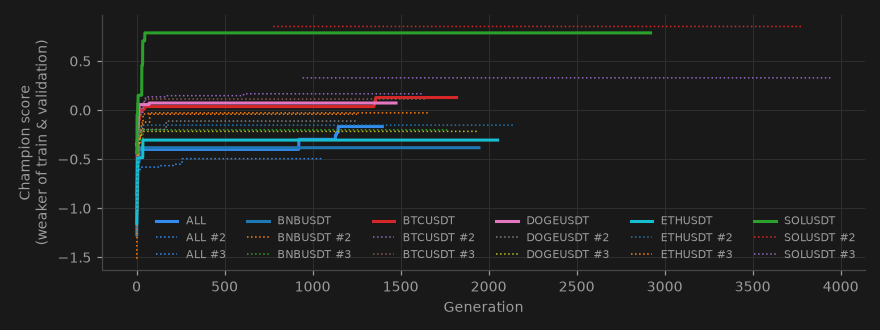 Champion score
(weaker of train & validation)
0.5
0.0
−0.5
−1.0
−1.5
ALL BNBUSDT BTCUSDT DOGEUSDT ETHUSDT SOLUSDT
ALL #2 BNBUSDT #2 BTCUSDT #2 DOGEUSDT #2 ETHUSDT #2 SOLUSDT #2
ALL #3 BNBUSDT #3 BTCUSDT #3 DOGEUSDT #3 ETHUSDT #3 SOLUSDT #3
0 500 1000 1500 2000 2500 3000 3500 4000
Generation